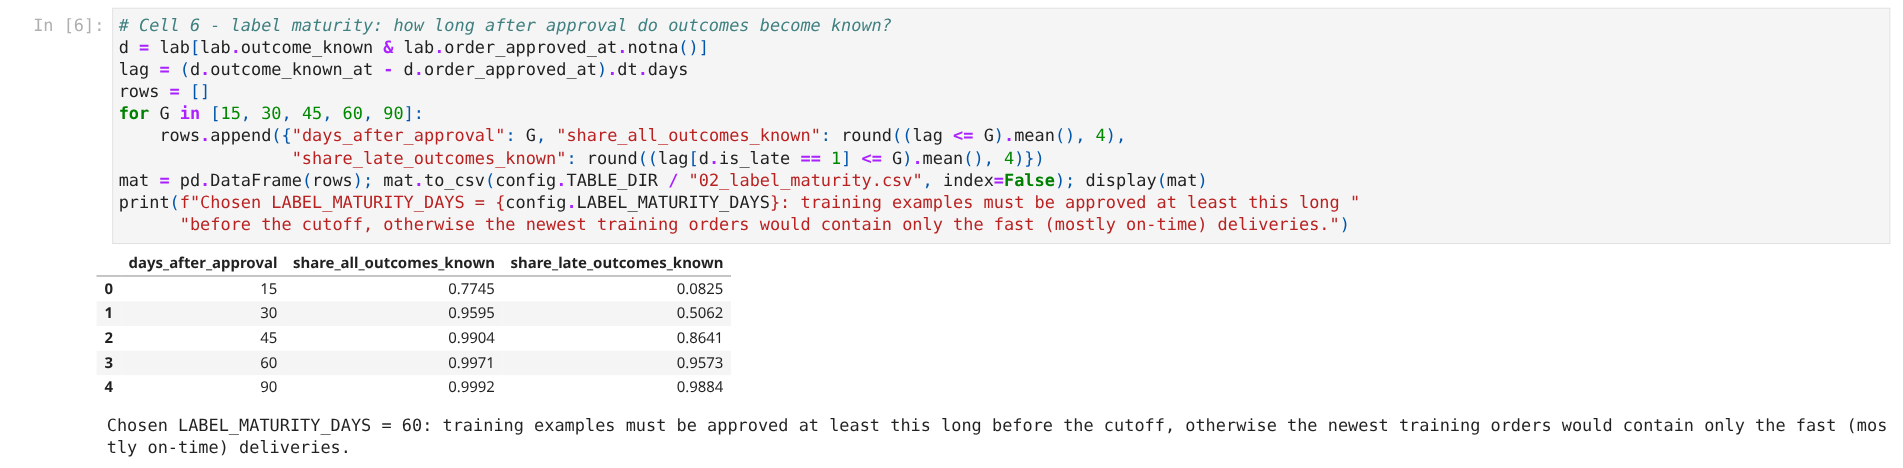 In [6]: # Cell 6 - label maturity: how long after approval do outcomes become known?
d = lab[lab.outcome_known & lab.order_approved_at.notna()]
lag = (d.outcome_known_at - d.order_approved_at).dt.days
rows = []
for G in [15, 30, 45, 60, 90]:
    rows.append({"days_after_approval": G, "share_all_outcomes_known": round((lag <= G).mean(), 4),
                 "share_late_outcomes_known": round((lag[d.is_late == 1] <= G).mean(), 4)})
mat = pd.DataFrame(rows); mat.to_csv(config.TABLE_DIR / "02_label_maturity.csv", index=False); display(mat)
print(f"Chosen LABEL_MATURITY_DAYS = {config.LABEL_MATURITY_DAYS}: training examples must be approved at least this long "
      "before the cutoff, otherwise the newest training orders would contain only the fast (mostly on-time) deliveries.")
days_after_approval share_all_outcomes_known share_late_outcomes_known
0 15 0.7745 0.0825
1 30 0.9595 0.5062
2 45 0.9904 0.8641
3 60 0.9971 0.9573
4 90 0.9992 0.9884
Chosen LABEL_MATURITY_DAYS = 60: training examples must be approved at least this long before the cutoff, otherwise the newest training orders would contain only the fast (mos
tly on-time) deliveries.